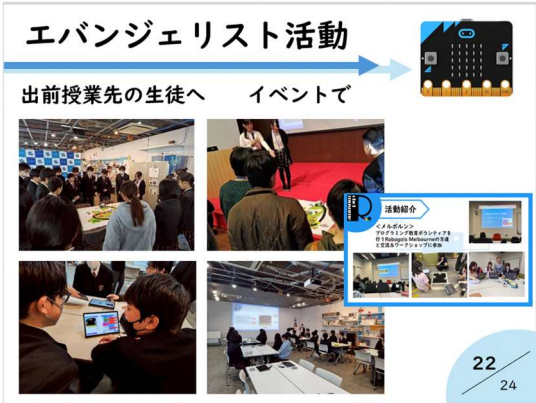 エバンジェリスト活動
出前授業先の生徒へ
イベントで
活動紹介
<メルボルン>
プログラミング教育ボランティアを
行うRobogals Melbourneの方達
と交流＆ワークショップに参加
22
24